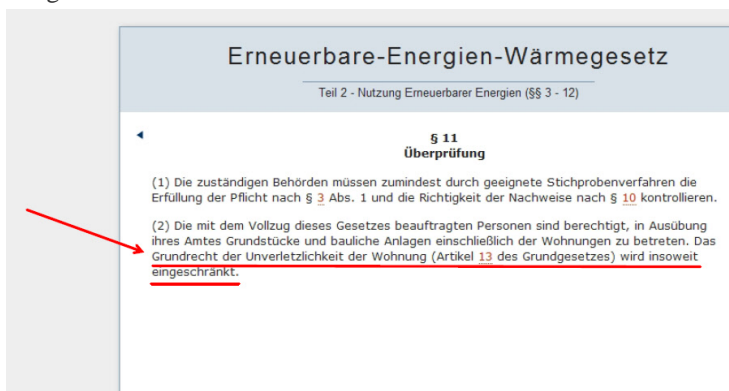 Erneuerbare-Energien-Wärmegesetz
Teil 2 - Nutzung Erneuerbarer Energien (§§ 3 - 12)
§ 11
Überprüfung
(1) Die zuständigen Behörden müssen zumindest durch geeignete Stichprobenverfahren die
Erfüllung der Pflicht nach § 3 Abs. 1 und die Richtigkeit der Nachweise nach § 10 kontrollieren.
(2) Die mit dem Vollzug dieses Gesetzes beauftragten Personen sind berechtigt, in Ausübung
ihres Amtes Grundstücke und bauliche Anlagen einschließlich der Wohnungen zu betreten. Das
Grundrecht der Unverletzlichkeit der Wohnung (Artikel 13 des Grundgesetzes) wird insoweit
eingeschränkt.